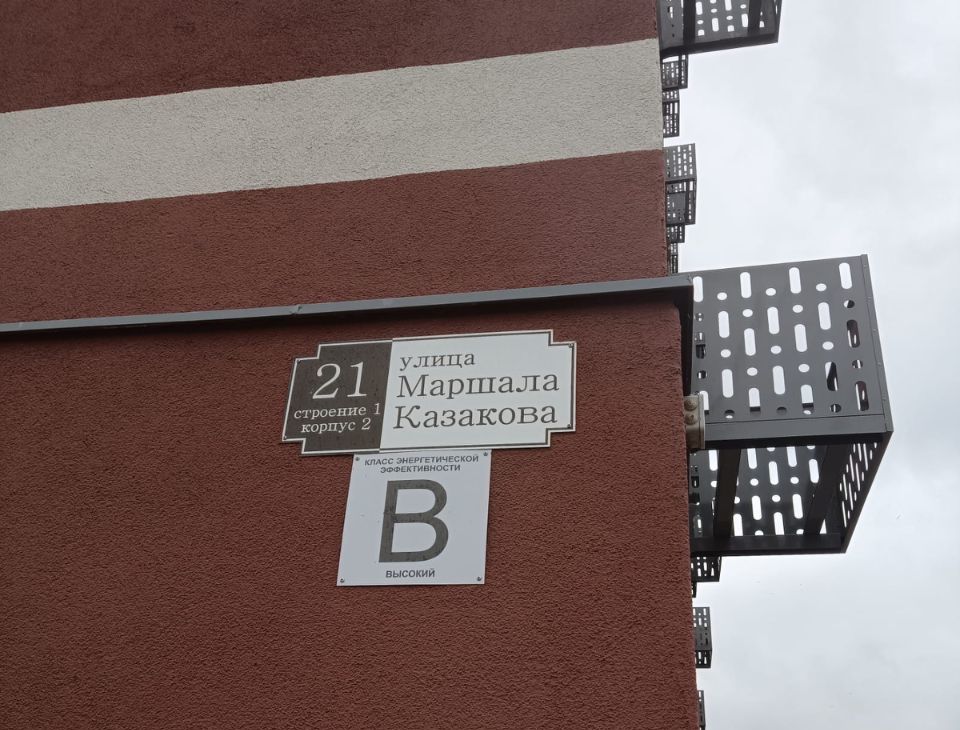 21
строение 1
корпус 2
улица
Маршала
Казакова
КЛАСС ЭНЕРГЕТИЧЕСКОЙ
ЭФФЕКТИВНОСТИ
В
ВЫСОКИЙ